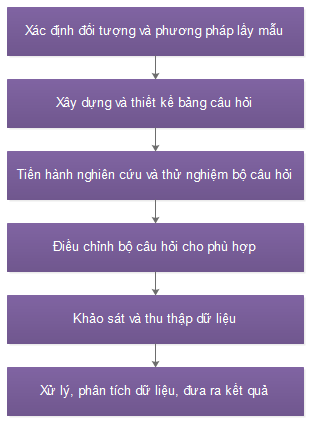 Xác định đối tượng và phương pháp lấy mẫu
Xây dựng và thiết kế bảng câu hỏi
Tiến hành nghiên cứu và thử nghiệm bộ câu hỏi
Điều chỉnh bộ câu hỏi cho phù hợp
Khảo sát và thu thập dữ liệu
Xử lý, phân tích dữ liệu, đưa ra kết quả